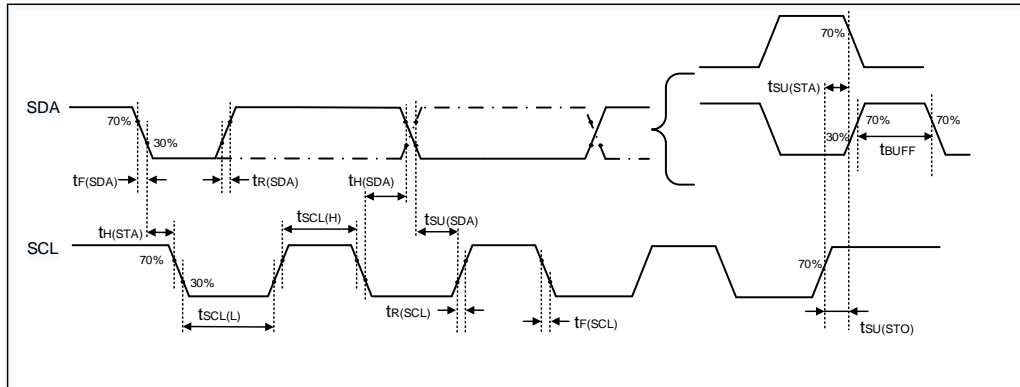 70%
tSU(STA)
SDA
70%
30%
30%
70%
70%
tBUFF
tF(SDA)
tR(SDA)
tH(SDA)
tH(STA)
tSCL(H)
tSU(SDA)
SCL
70%
30%
70%
tSCL(L)
tR(SCL)
tF(SCL)
tSU(STO)